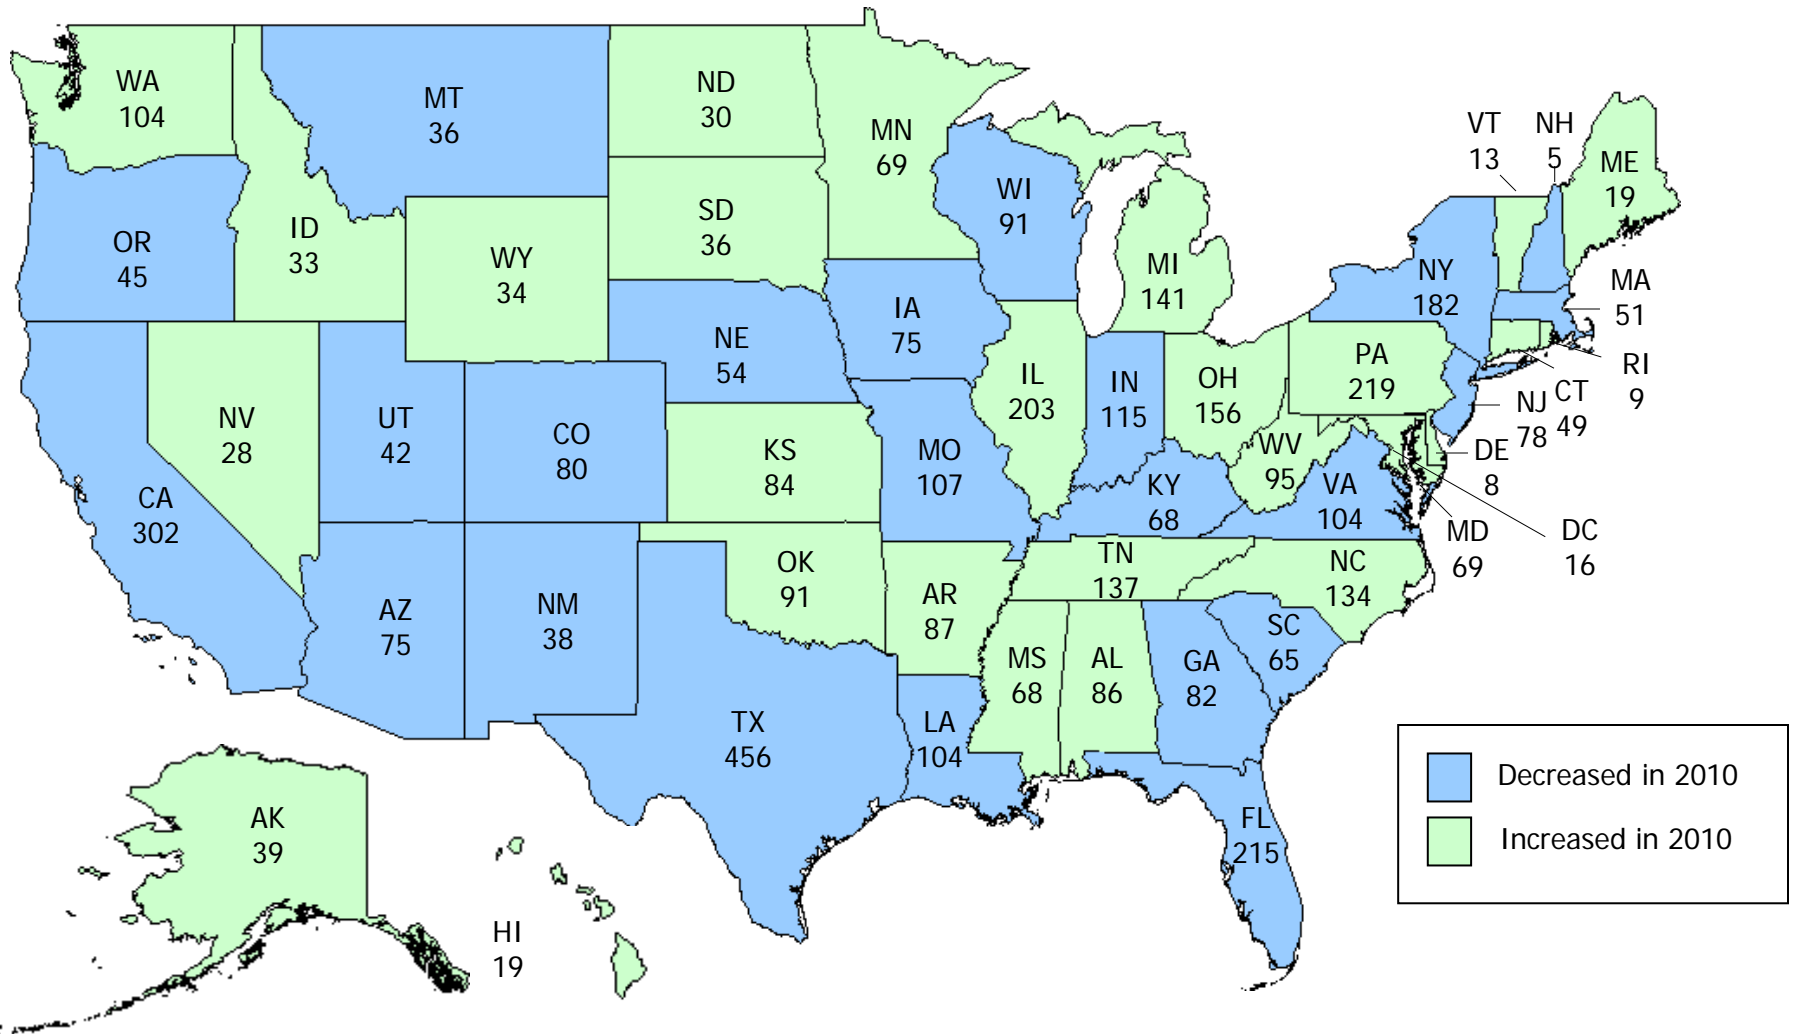 WA
104
MT
36
ND
30
MN
69
VT
13
NH
5
ME
19
OR
45
ID
33
WY
34
SD
36
WI
91
MI
141
NY
182
MA
51
RI
9
CT
49
NJ
78
NV
28
UT
42
CO
80
NE
54
IA
75
IL
203
IN
115
OH
156
PA
219
DE
8
CA
302
KS
84
MO
107
KY
68
WV
95
VA
104
MD
69
DC
16
AZ
75
NM
38
OK
91
AR
87
TN
137
NC
134
TX
456
LA
104
MS
68
AL
86
GA
82
SC
65
FL
215
AK
39
HI
19
Decreased in 2010
Increased in 2010